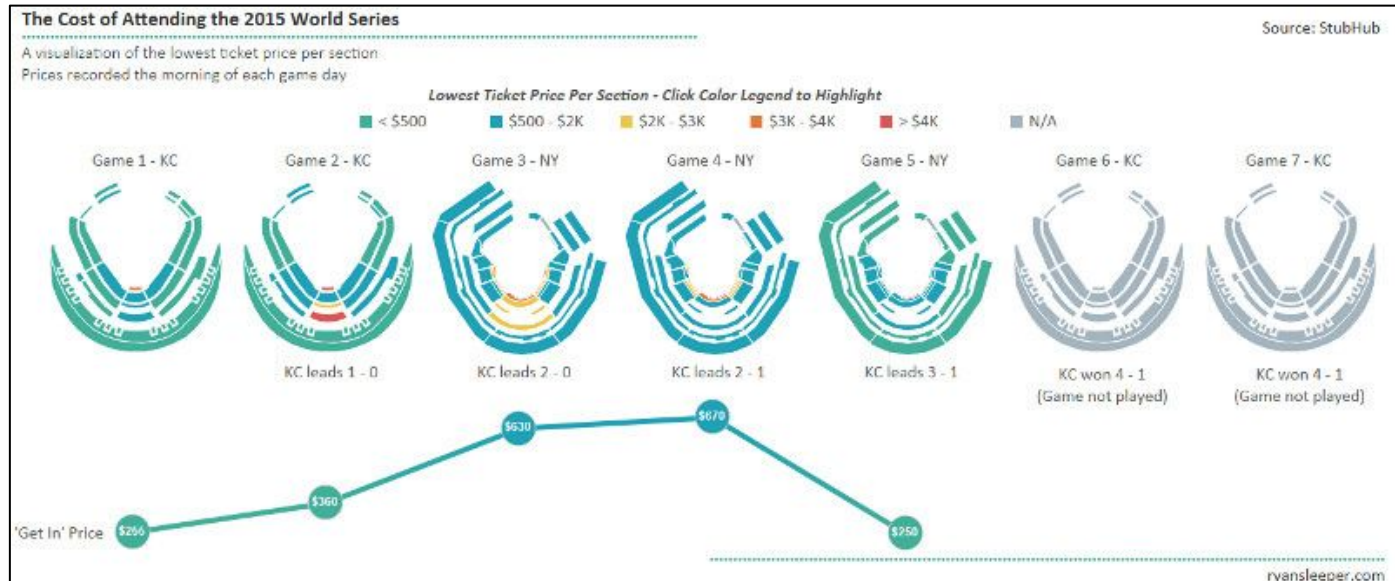 The Cost of Attending the 2015 World Series
Source: StubHub
A visualization of the lowest ticket price per section
Prices recorded the morning of each game day
Lowest Ticket Price Per Section - Click Color Legend to Highlight
< $500 $500 - $2K $2K - $3K $3K - $4K > $4K N/A
Game 1 - KC Game 2 - KC Game 3 - NY Game 4 - NY Game 5 - NY Game 6 - KC Game 7 - KC
KC leads 1 - 0 KC leads 2 - 0 KC leads 2 - 1 KC leads 3 - 1 KC won 4 - 1 KC won 4 - 1
(Game not played) (Game not played)
$670
$630
$360
'Get In' Price $266 $250
ryansleeper.com